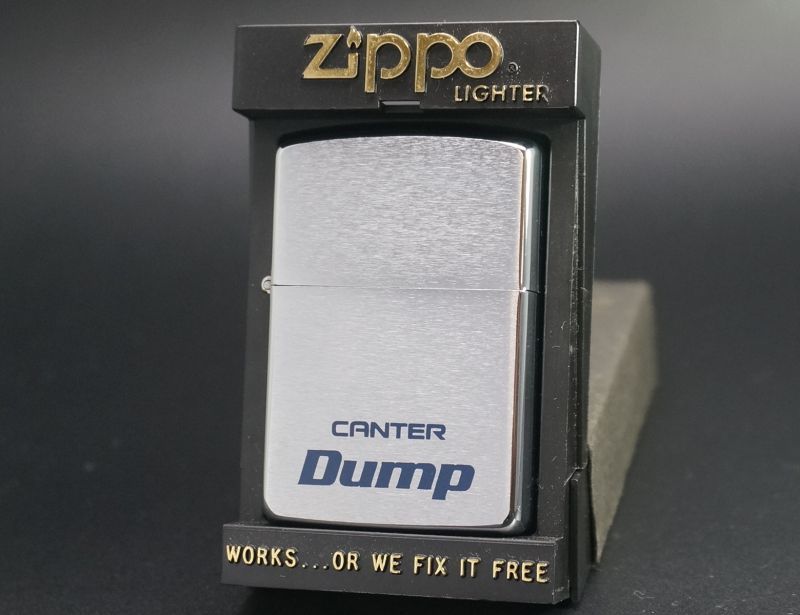 Zippo®
LIGHTER
CANTER
Dump
WORKS...OR WE FIX IT FREE